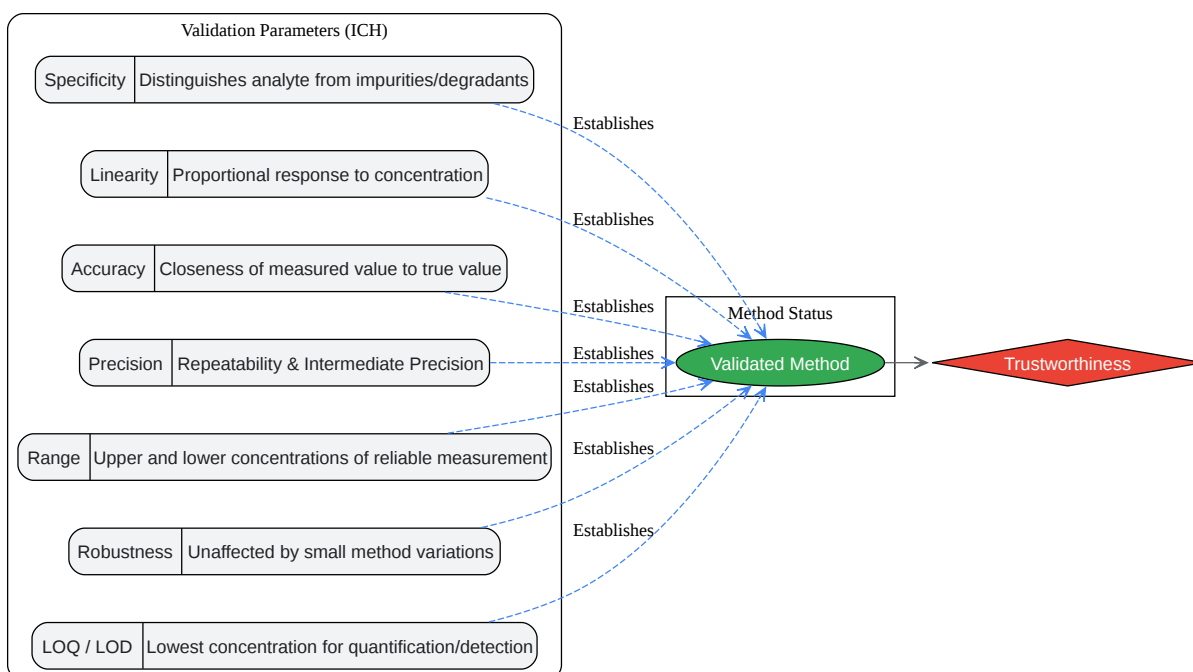 Validation Parameters (ICH)
Specificity Distinguishes analyte from impurities/degradants
Establishes
Linearity Proportional response to concentration
Establishes
Accuracy Closeness of measured value to true value
Establishes
Method Status
Precision Repeatability & Intermediate Precision
Establishes
Validated Method
Trustworthiness
Establishes
Range Upper and lower concentrations of reliable measurement
Establishes
Robustness Unaffected by small method variations
Establishes
LOQ / LOD Lowest concentration for quantification/detection